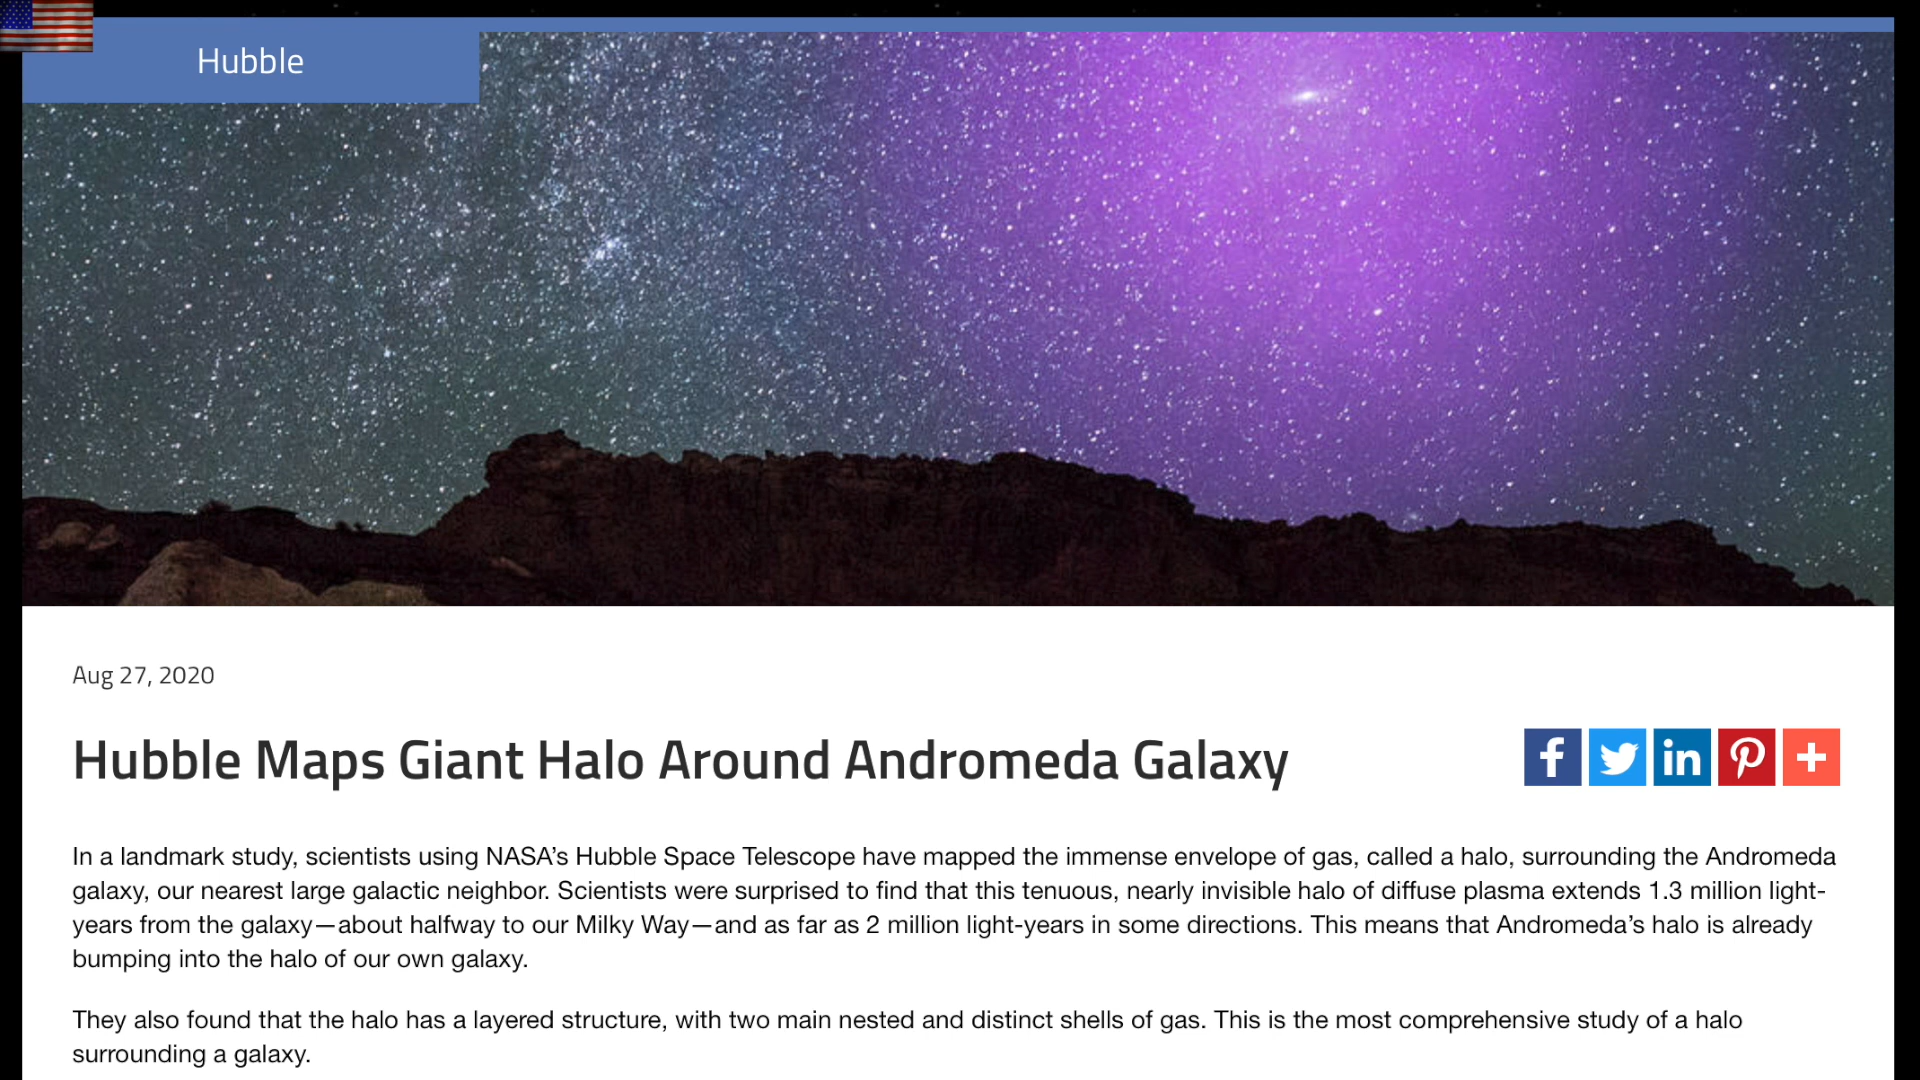 Hubble
Aug 27, 2020
Hubble Maps Giant Halo Around Andromeda Galaxy
In a landmark study, scientists using NASA’s Hubble Space Telescope have mapped the immense envelope of gas, called a halo, surrounding the Andromeda
galaxy, our nearest large galactic neighbor. Scientists were surprised to find that this tenuous, nearly invisible halo of diffuse plasma extends 1.3 million light-
years from the galaxy—about halfway to our Milky Way—and as far as 2 million light-years in some directions. This means that Andromeda’s halo is already
bumping into the halo of our own galaxy.
They also found that the halo has a layered structure, with two main nested and distinct shells of gas. This is the most comprehensive study of a halo
surrounding a galaxy.